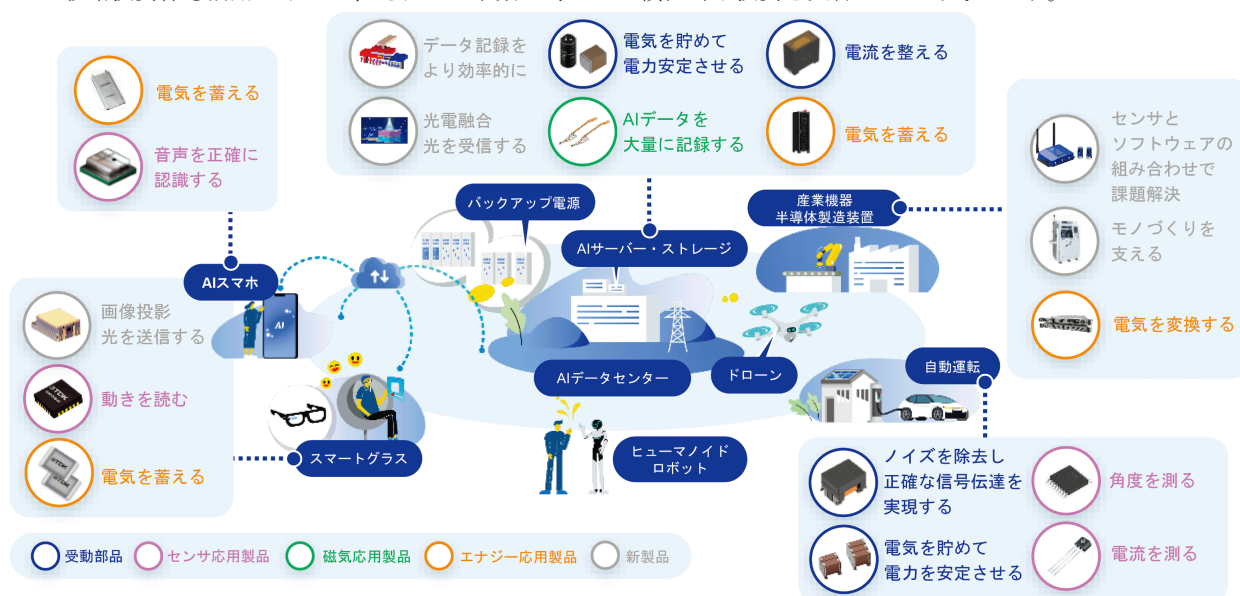 データ記録を
より効率的に
電気を貯めて
電力安定させる
電流を整える
光電融合
光を受信する
AIデータを
大量に記録する
電気を蓄える
電気を蓄える
音声を正確に
認識する
センサと
ソフトウェアの
組み合わせで
課題解決
モノづくりを
支える
電気を変換する
バックアップ電源
産業機器
半導体製造装置
AIサーバー・ストレージ
AIスマホ
AI
画像投影
光を送信する
動きを読む
電気を蓄える
TDK
TDK
TDK
AIデータセンター
ドローン
自動運転
スマートグラス
ヒューマノイド
ロボット
ノイズを除去し
正確な信号伝達を
実現する
角度を測る
電気を貯めて
電力を安定させる
電流を測る
受動部品
センサ応用製品
磁気応用製品
エナジー応用製品
新製品